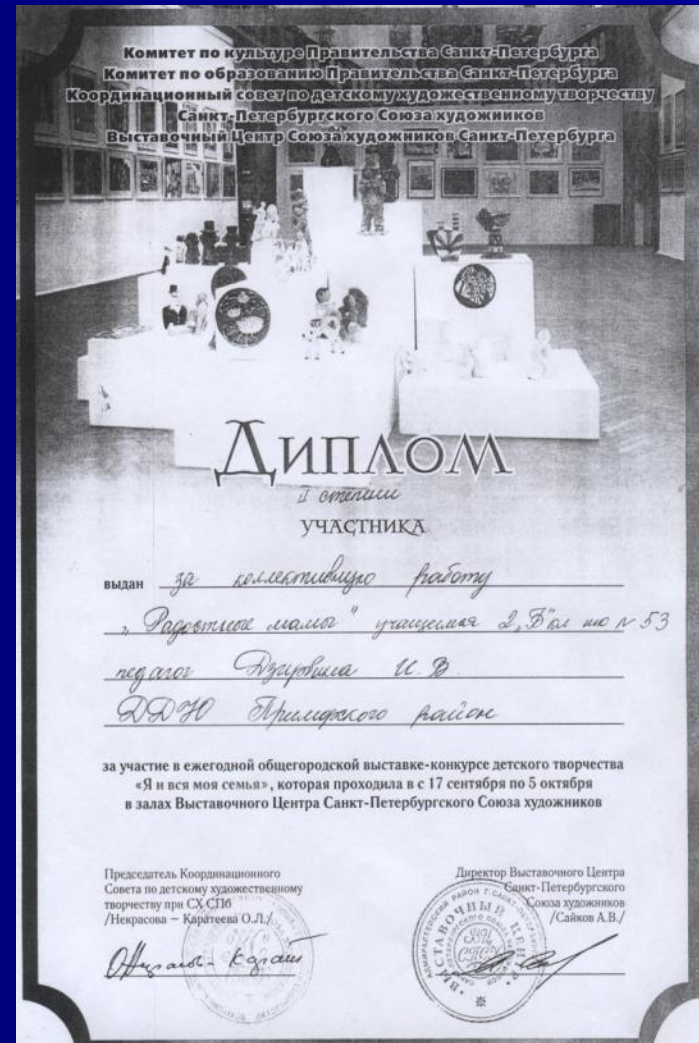 Комитет по культуре Правительства Санкт-Петербурга
Комитет по образованию Правительства Санкт-Петербурга
Координационный совет по детскому художественному творчеству
Санкт-Петербургского Союза художников
Выставочный Центр Союза художников Санкт-Петербурга
Диплом
II степени
УЧАСТНИКА
выдан за коллективную работу
„Радостные мамы" учащимся 2„Б" кл № 53
педагог И. В.
ДДЮ Приморского район
за участие в ежегодной общегородской выставке-конкурсе детского творчества
«Я и вся моя семья», которая проходила в с 17 сентября по 5 октября
в залах Выставочного Центра Санкт-Петербургского Союза художников
Председатель Координационного
Совета по детскому художественному
творчеству при СХ СПб
/Некрасова – Каратеева О.Л./
Директор Выставочного Центра
Санкт-Петербургского
Союза художников
/Сайков А.В./
ВЫСТАВОЧНЫЙ ЦЕНТР